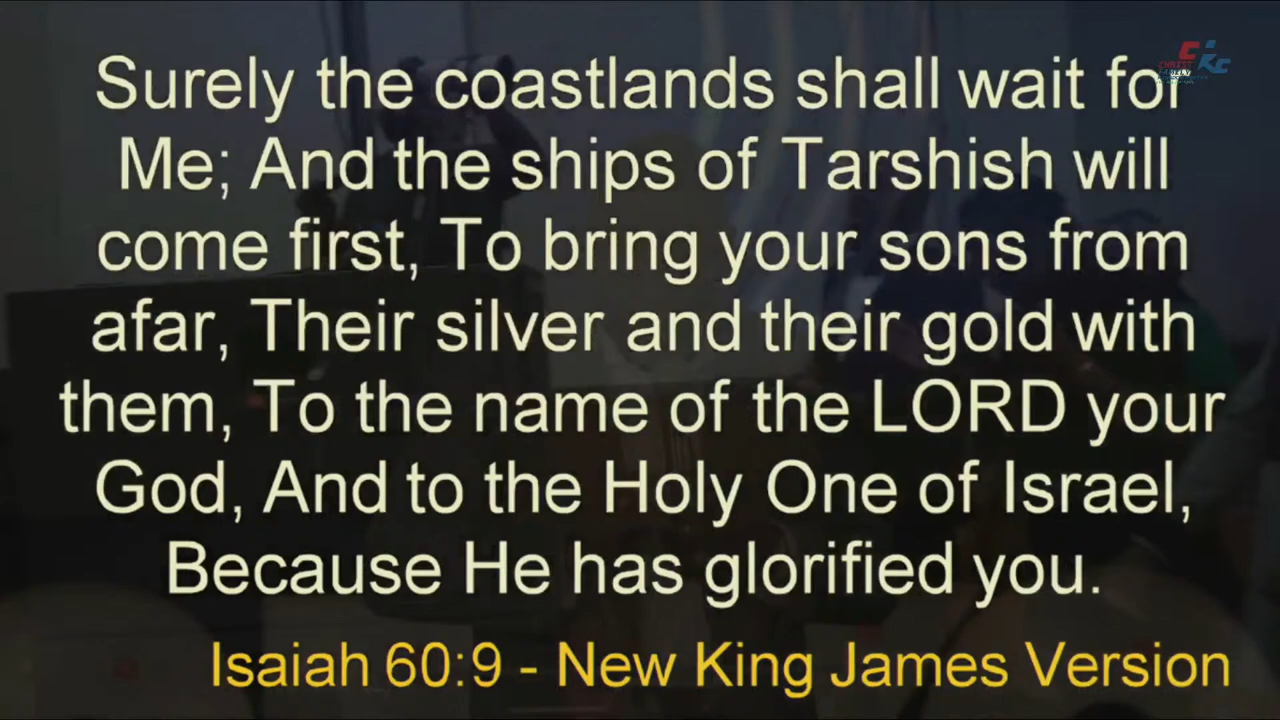 Surely the coastlands shall wait for
Me; And the ships of Tarshish will
come first, To bring your sons from
afar, Their silver and their gold with
them, To the name of the LORD your
God, And to the Holy One of Israel,
Because He has glorified you.
Isaiah 60:9 - New King James Version
CHRIST
FAMILY